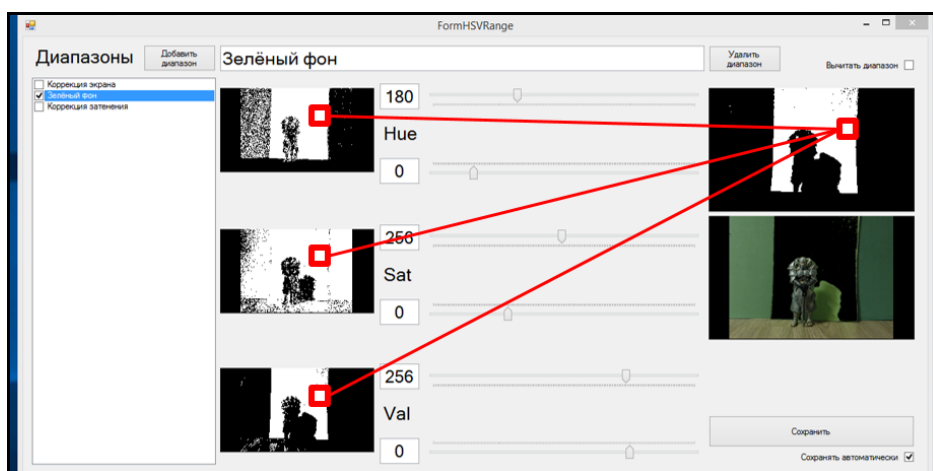 FormHSVRange
Диапазоны
Добавить
диапазон
Зелёный фон
Удалить
диапазон
Вычитать диапазон
Коррекция экрана
Зелёный фон
Коррекция затенения
180
Hue
0
256
Sat
0
256
Val
0
Сохранить
Сохранять автоматически